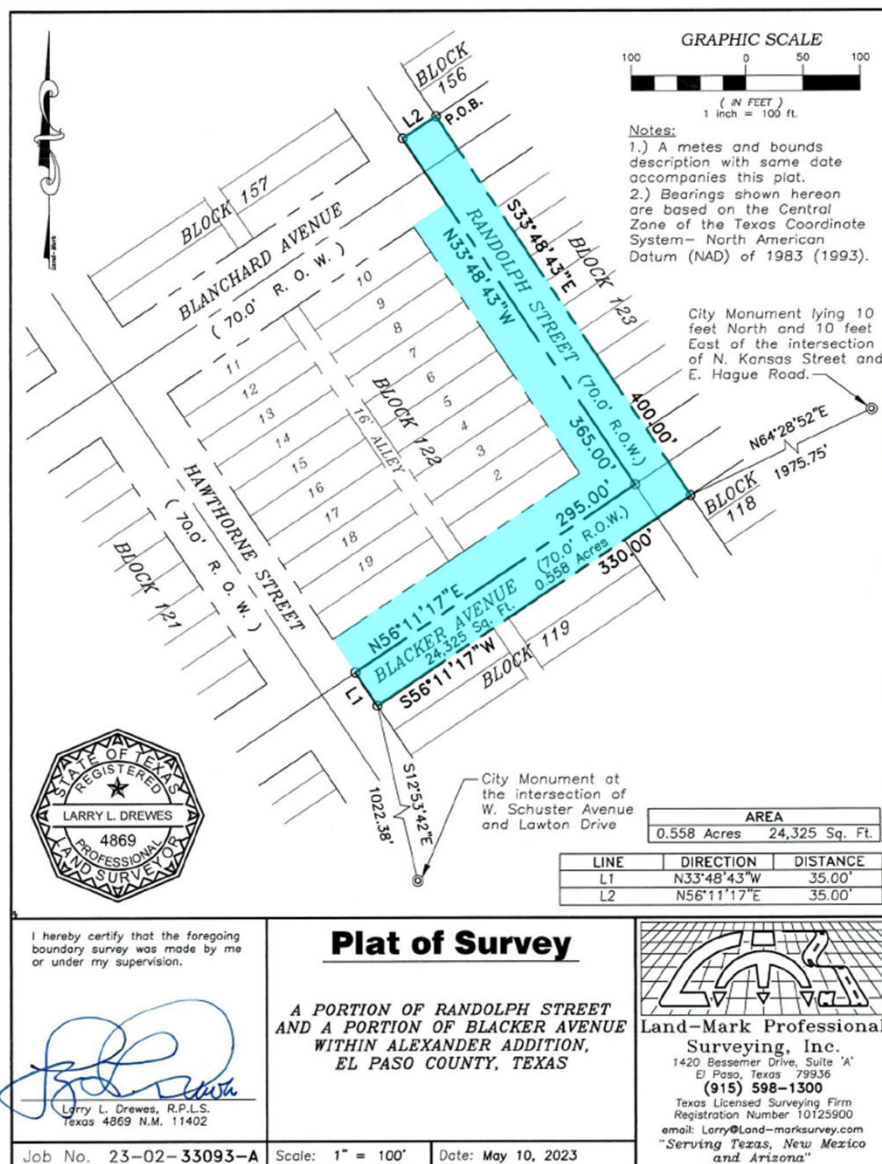 GRAPHIC SCALE
100 0 50 100
( IN FEET )
1 inch = 100 ft.
Notes:
1.) A metes and bounds
description with same date
accompanies this plat.
2.) Bearings shown hereon
are based on the Central
Zone of the Texas Coordinate
System- North American
Datum (NAD) of 1983 (1993).
City Monument lying 10
feet North and 10 feet
East of the intersection
of N. Kansas Street and
E. Hague Road.
Land-Mark
BLOCK
156
L2
P.O.B.
BLOCK 157
BLANCHARD AVENUE
( 70.0' R. O. W. )
RANDOLPH STREET (70.0' R.O.W.)
S33°48'43"E
N33°48'43"W
BLOCK 123
400.00'
365.00'
N64°28'52"E
1975.75'
BLOCK
118
10
9
8
7
6
5
4
3
2
BLOCK 122
16' ALLEY
11
12
13
14
15
16
17
18
19
HAWTHORNE STREET
( 70.0' R. O. W. )
BLOCK 121
295.00'
N56°11'17"E
BLACKER AVENUE (70.0' R.O.W.)
24,325 Sq. Ft. 0.558 Acres
330.00'
S56°11'17"W
BLOCK 119
L1
S12°53'42"E
1022.38'
City Monument at
the intersection of
W. Schuster Avenue
and Lawton Drive
STATE OF TEXAS
REGISTERED
LARRY L. DREWES
4869
PROFESSIONAL
LAND SURVEYOR
AREA
0.558 Acres 24,325 Sq. Ft.
LINE DIRECTION DISTANCE
L1 N33°48'43"W 35.00'
L2 N56°11'17"E 35.00'
I hereby certify that the foregoing
boundary survey was made by me
or under my supervision.
Larry L. Drewes, R.P.L.S.
Texas 4869 N.M. 11402
Job No. 23-02-33093-A
Plat of Survey
A PORTION OF RANDOLPH STREET
AND A PORTION OF BLACKER AVENUE
WITHIN ALEXANDER ADDITION,
EL PASO COUNTY, TEXAS
Scale: 1" = 100'
Date: May 10, 2023
Land-Mark Professional
Surveying, Inc.
1420 Bessemer Drive, Suite 'A'
El Paso, Texas 79936
(915) 598-1300
Texas Licensed Surveying Firm
Registration Number 10125900
email: Larry@Land-marksurvey.com
"Serving Texas, New Mexico
and Arizona"